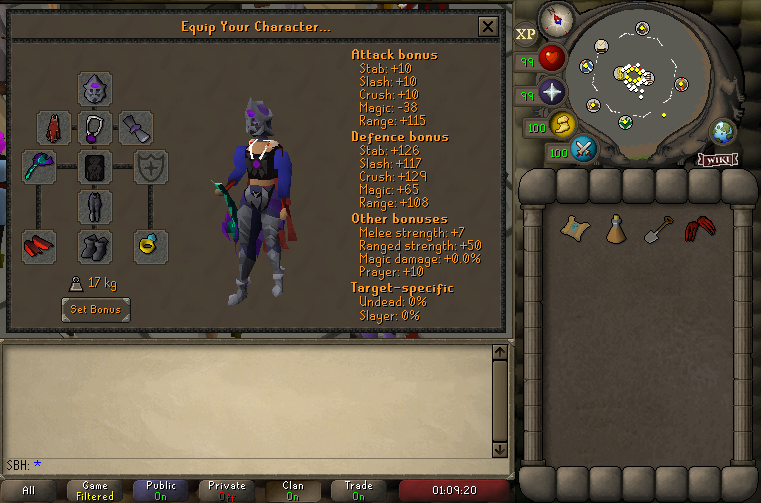 Equip Your Character...
XP
99
99
100
100
WIKI
Attack bonus
Stab: +10
Slash: +10
Crush: +10
Magic: -38
Range: +115
Defence bonus
Stab: +126
Slash: +117
Crush: +129
Magic: +65
Range: +108
Other bonuses
Melee strength: +7
Ranged strength: +50
Magic damage: +0.0%
Prayer: +10
Target-specific
Undead: 0%
Slayer: 0%
17 kg
Set Bonus
SBH: *
All
Game
Filtered
Public
On
Private
Off
Clan
On
Trade
On
01:09:20